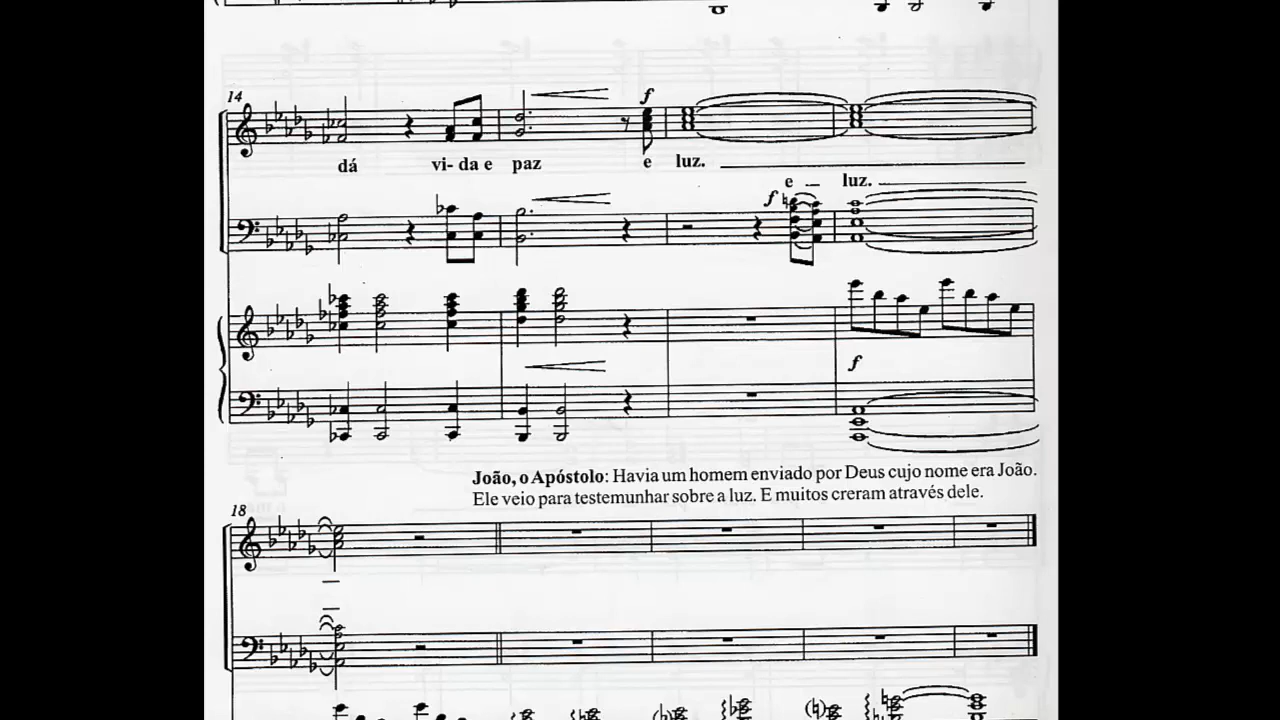 14
f
dá vi- da e paz e luz.
e luz.
f
f
João, o Apóstolo: Havia um homem enviado por Deus cujo nome era João.
Ele veio para testemunhar sobre a luz. E muitos creram através dele.
18